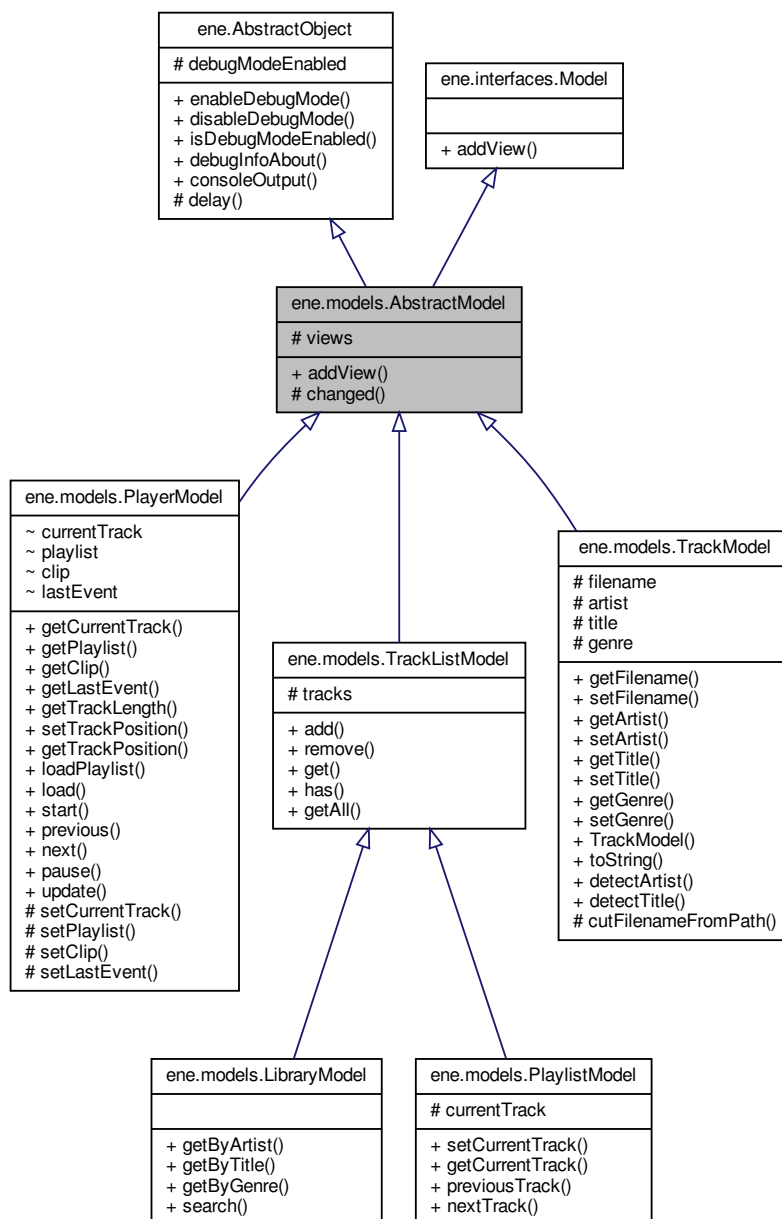 ene.AbstractObject
# debugModeEnabled
+ enableDebugMode()
+ disableDebugMode()
+ isDebugModeEnabled()
+ debugInfoAbout()
+ consoleOutput()
# delay()
ene.interfaces.Model
+ addView()
ene.models.AbstractModel
# views
+ addView()
# changed()
ene.models.PlayerModel
~ currentTrack
~ playlist
~ clip
~ lastEvent
+ getCurrentTrack()
+ getPlaylist()
+ getClip()
+ getLastEvent()
+ getTrackLength()
+ setTrackPosition()
+ getTrackPosition()
+ loadPlaylist()
+ load()
+ start()
+ previous()
+ next()
+ pause()
+ update()
# setCurrentTrack()
# setPlaylist()
# setClip()
# setLastEvent()
ene.models.TrackListModel
# tracks
+ add()
+ remove()
+ get()
+ has()
+ getAll()
ene.models.TrackModel
# filename
# artist
# title
# genre
+ getFilename()
+ setFilename()
+ getArtist()
+ setArtist()
+ getTitle()
+ setTitle()
+ getGenre()
+ setGenre()
+ TrackModel()
+ toString()
+ detectArtist()
+ detectTitle()
# cutFilenameFromPath()
ene.models.LibraryModel
+ getByArtist()
+ getByTitle()
+ getByGenre()
+ search()
ene.models.PlaylistModel
# currentTrack
+ setCurrentTrack()
+ getCurrentTrack()
+ previousTrack()
+ nextTrack()